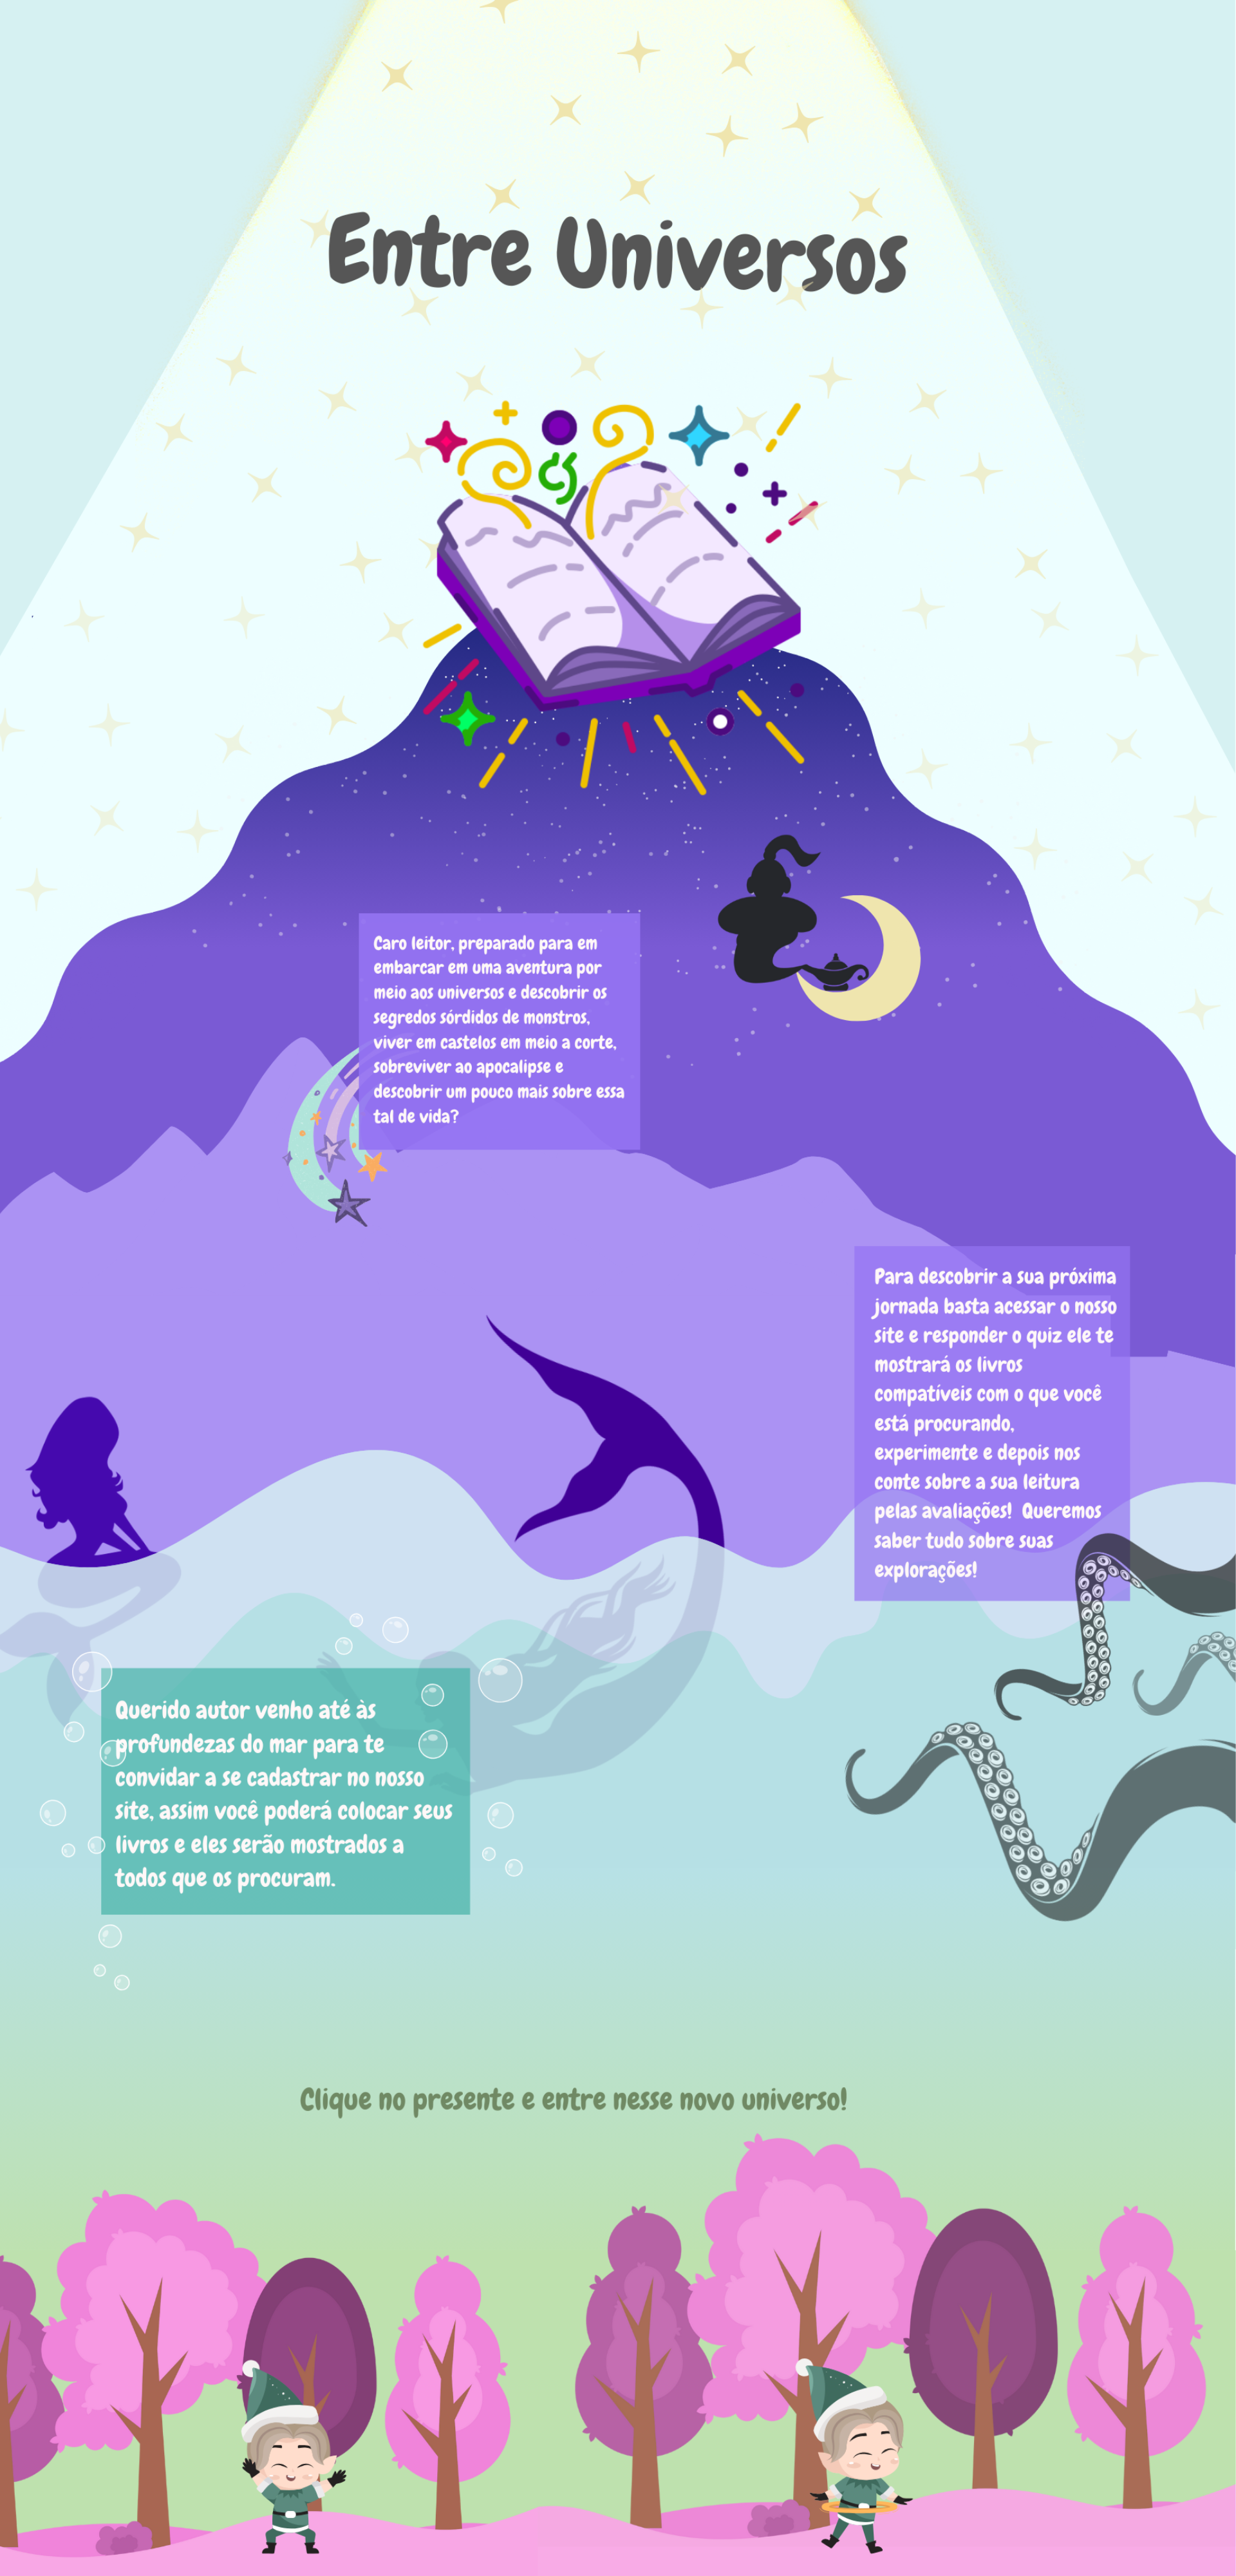 Entre Universos
Caro leitor, preparado para em
embarcar em uma aventura por
meio aos universos e descobrir os
segredos sórdidos de monstros,
viver em castelos em meio a corte,
sobreviver ao apocalipse e
descobrir um pouco mais sobre essa
tal de vida?
Para descobrir a sua próxima
jornada basta acessar o nosso
site e responder o quiz ele te
mostrará os livros
compatíveis com o que você
está procurando,
experimente e depois nos
conte sobre a sua leitura
pelas avaliações! Queremos
saber tudo sobre suas
explorações!
Querido autor venho até às
profundezas do mar para te
convidar a se cadastrar no nosso
site, assim você poderá colocar seus
livros e eles serão mostrados a
todos que os procuram.
Clique no presente e entre nesse novo universo!